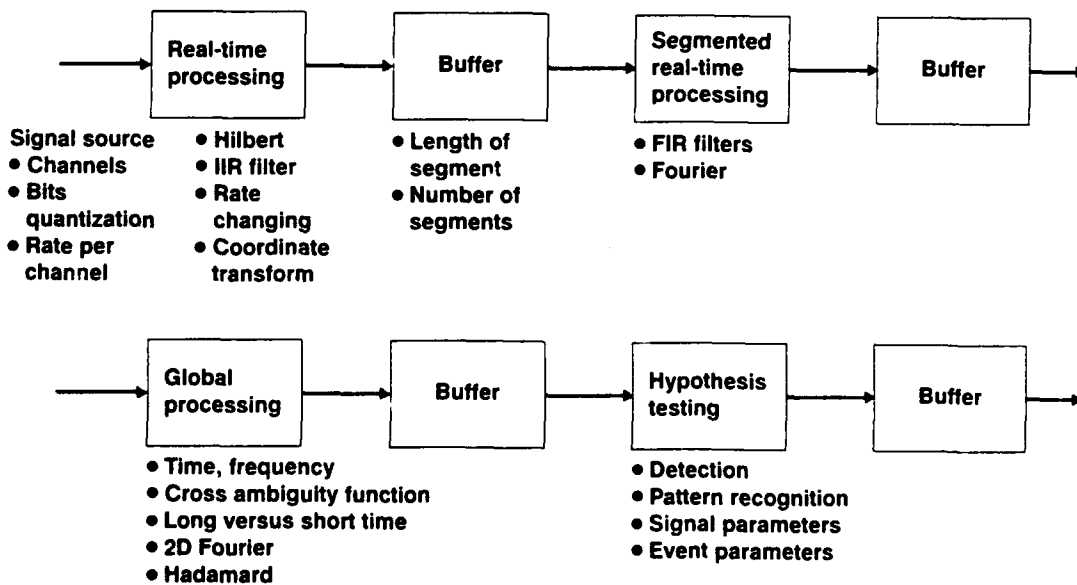 Real-time
processing
Buffer
Segmented
real-time
processing
Buffer
Signal source
• Channels
• Bits
quantization
• Rate per
channel
• Hilbert
• IIR filter
• Rate
changing
• Coordinate
transform
• Length of
segment
• Number of
segments
• FIR filters
• Fourier
Global
processing
Buffer
Hypothesis
testing
Buffer
• Time, frequency
• Cross ambiguity function
• Long versus short time
• 2D Fourier
• Hadamard
• Detection
• Pattern recognition
• Signal parameters
• Event parameters